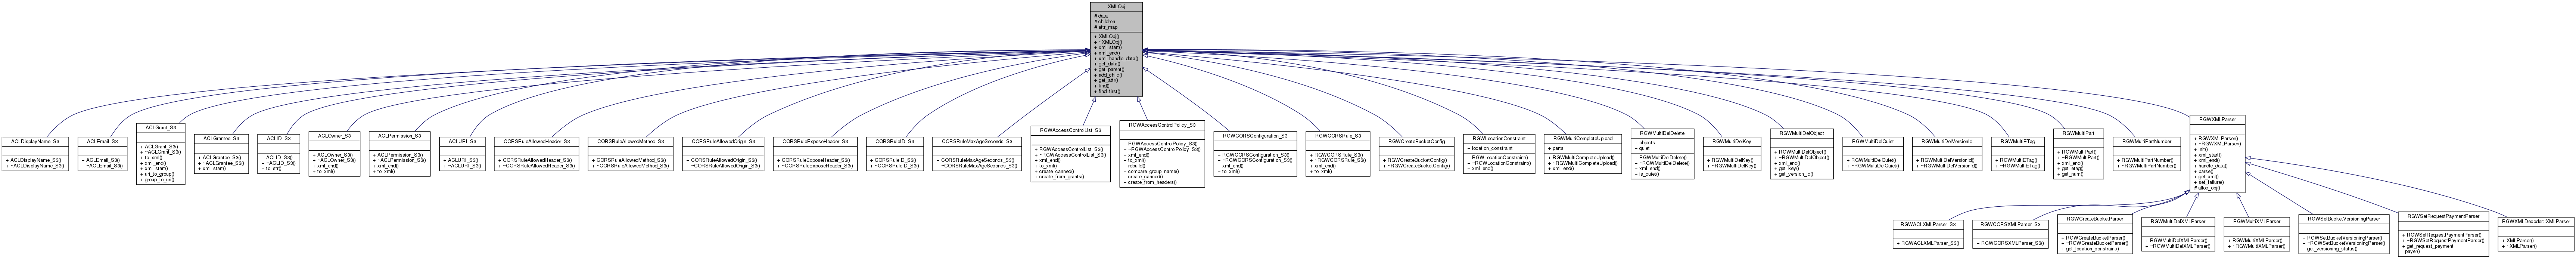 XMLObj
# data
# children
# attr_map
+ XMLObj()
+ ~XMLObj()
+ xml_start()
+ xml_end()
+ xml_handle_data()
+ get_data()
+ get_parent()
+ add_child()
+ get_attr()
+ find()
+ find_first()
ACLDisplayName_S3
+ ACLDisplayName_S3()
+ ~ACLDisplayName_S3()
ACLEmail_S3
+ ACLEmail_S3()
+ ~ACLEmail_S3()
ACLGrant_S3
+ ACLGrant_S3()
+ ~ACLGrant_S3()
+ to_xml()
+ xml_end()
+ xml_start()
+ uri_to_group()
+ group_to_uri()
ACLGrantee_S3
+ ACLGrantee_S3()
+ ~ACLGrantee_S3()
+ xml_start()
ACLID_S3
+ ACLID_S3()
+ ~ACLID_S3()
+ to_str()
ACLOwner_S3
+ ACLOwner_S3()
+ ~ACLOwner_S3()
+ xml_end()
+ to_xml()
ACLPermission_S3
+ ACLPermission_S3()
+ ~ACLPermission_S3()
+ xml_end()
+ to_xml()
ACLURI_S3
+ ACLURI_S3()
+ ~ACLURI_S3()
CORSRuleAllowedHeader_S3
+ CORSRuleAllowedHeader_S3()
+ ~CORSRuleAllowedHeader_S3()
CORSRuleAllowedMethod_S3
+ CORSRuleAllowedMethod_S3()
+ ~CORSRuleAllowedMethod_S3()
CORSRuleAllowedOrigin_S3
+ CORSRuleAllowedOrigin_S3()
+ ~CORSRuleAllowedOrigin_S3()
CORSRuleExposeHeader_S3
+ CORSRuleExposeHeader_S3()
+ ~CORSRuleExposeHeader_S3()
CORSRuleID_S3
+ CORSRuleID_S3()
+ ~CORSRuleID_S3()
CORSRuleMaxAgeSeconds_S3
+ CORSRuleMaxAgeSeconds_S3()
+ ~CORSRuleMaxAgeSeconds_S3()
RGWAccessControlList_S3
+ RGWAccessControlList_S3()
+ ~RGWAccessControlList_S3()
+ xml_end()
+ to_xml()
+ create_canned()
+ create_from_grants()
RGWAccessControlPolicy_S3
+ RGWAccessControlPolicy_S3()
+ ~RGWAccessControlPolicy_S3()
+ xml_end()
+ to_xml()
+ rebuild()
+ compare_group_name()
+ create_canned()
+ create_from_headers()
RGWCORSConfiguration_S3
+ RGWCORSConfiguration_S3()
+ ~RGWCORSConfiguration_S3()
+ xml_end()
+ to_xml()
RGWCORSRule_S3
+ RGWCORSRule_S3()
+ ~RGWCORSRule_S3()
+ xml_end()
+ to_xml()
RGWCreateBucketConfig
+ RGWCreateBucketConfig()
+ ~RGWCreateBucketConfig()
RGWLocationConstraint
+ location_constraint
+ RGWLocationConstraint()
+ ~RGWLocationConstraint()
+ xml_end()
RGWMultiCompleteUpload
+ parts
+ RGWMultiCompleteUpload()
+ ~RGWMultiCompleteUpload()
+ xml_end()
RGWMultiDelDelete
+ objects
+ quiet
+ RGWMultiDelDelete()
+ ~RGWMultiDelDelete()
+ xml_end()
+ is_quiet()
RGWMultiDelKey
+ RGWMultiDelKey()
+ ~RGWMultiDelKey()
RGWMultiDelObject
+ RGWMultiDelObject()
+ ~RGWMultiDelObject()
+ xml_end()
+ get_key()
+ get_version_id()
RGWMultiDelQuiet
+ RGWMultiDelQuiet()
+ ~RGWMultiDelQuiet()
RGWMultiDelVersionId
+ RGWMultiDelVersionId()
+ ~RGWMultiDelVersionId()
RGWMultiETag
+ RGWMultiETag()
+ ~RGWMultiETag()
RGWMultiPart
+ RGWMultiPart()
+ ~RGWMultiPart()
+ xml_end()
+ get_etag()
+ get_num()
RGWMultiPartNumber
+ RGWMultiPartNumber()
+ ~RGWMultiPartNumber()
RGWXMLParser
+ RGWXMLParser()
+ ~RGWXMLParser()
+ init()
+ xml_start()
+ xml_end()
+ handle_data()
+ parse()
+ get_xml()
+ set_failure()
# alloc_obj()
RGWACLXMLParser_S3
+ RGWACLXMLParser_S3()
RGWCORSXMLParser_S3
+ RGWCORSXMLParser_S3()
RGWCreateBucketParser
+ RGWCreateBucketParser()
+ ~RGWCreateBucketParser()
+ get_location_constraint()
RGWMultiDelXMLParser
+ RGWMultiDelXMLParser()
+ ~RGWMultiDelXMLParser()
RGWMultiXMLParser
+ RGWMultiXMLParser()
+ ~RGWMultiXMLParser()
RGWSetBucketVersioningParser
+ RGWSetBucketVersioningParser()
+ ~RGWSetBucketVersioningParser()
+ get_versioning_status()
RGWSetRequestPaymentParser
+ RGWSetRequestPaymentParser()
+ ~RGWSetRequestPaymentParser()
+ get_request_payment
_payer()
RGWXMLDecoder::XMLParser
+ XMLParser()
+ ~XMLParser()